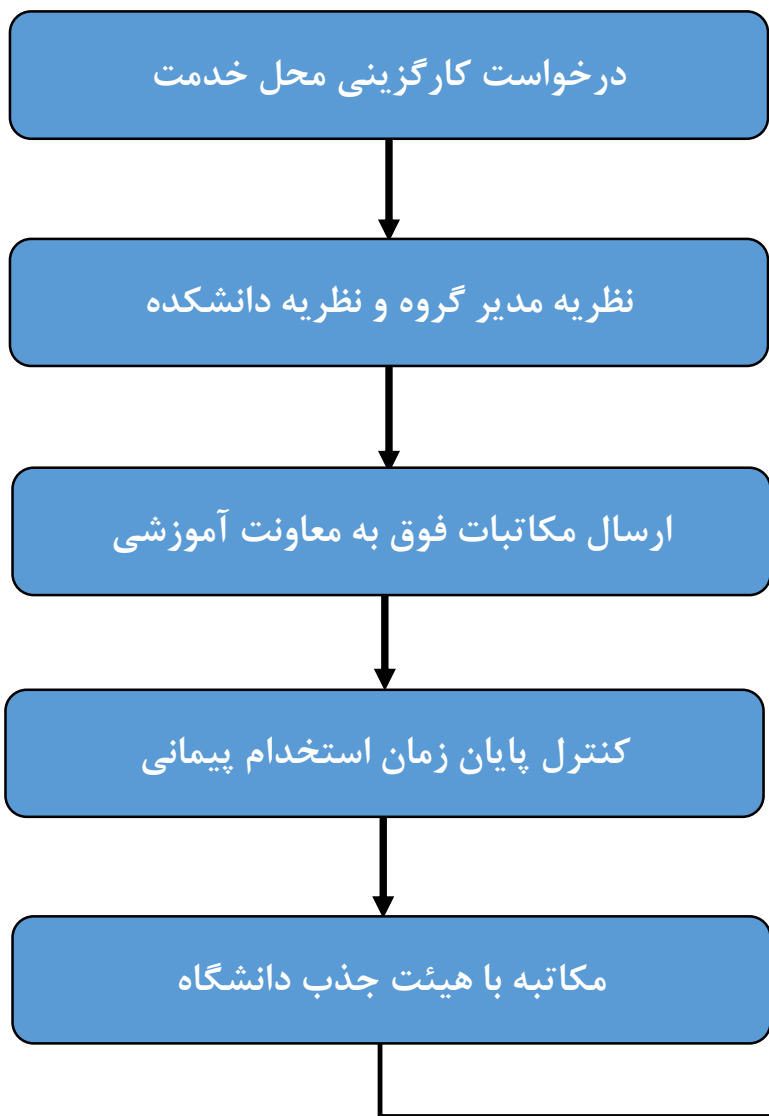 درخواست کارگزینی محل خدمت
نظریه مدیر گروه و نظریه دانشکده
ارسال مکاتبات فوق به معاونت آموزشی
کنترل پایان زمان استخدام پیمانی
مکاتبه با هیئت جذب دانشگاه